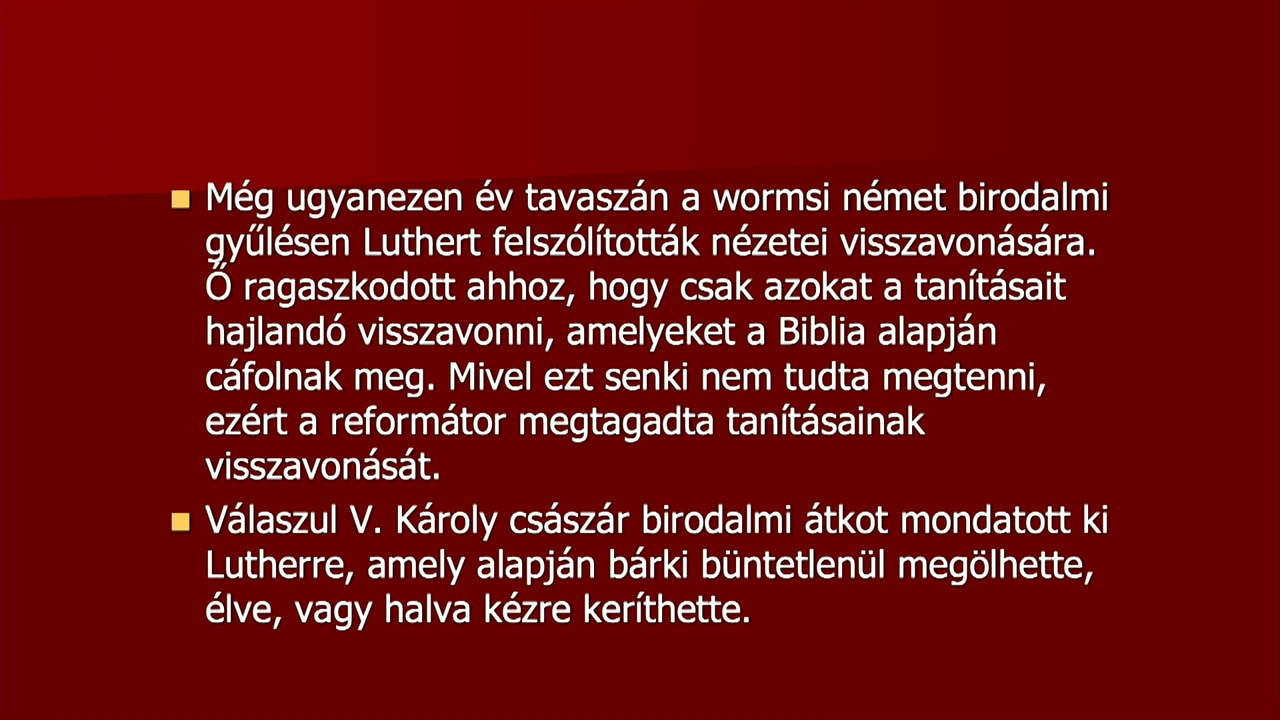 Még ugyanezen év tavaszán a wormsi német birodalmi
gyűlésen Luthert felszólították nézetei visszavonására.
Ő ragaszkodott ahhoz, hogy csak azokat a tanításait
hajlandó visszavonni, amelyeket a Biblia alapján
cáfolnak meg. Mivel ezt senki nem tudta megtenni,
ezért a reformátor megtagadta tanításainak
visszavonását.
Válaszul V. Károly császár birodalmi átkot mondatott ki
Lutherre, amely alapján bárki büntetlenül megölhette,
élve, vagy halva kézre keríthette.